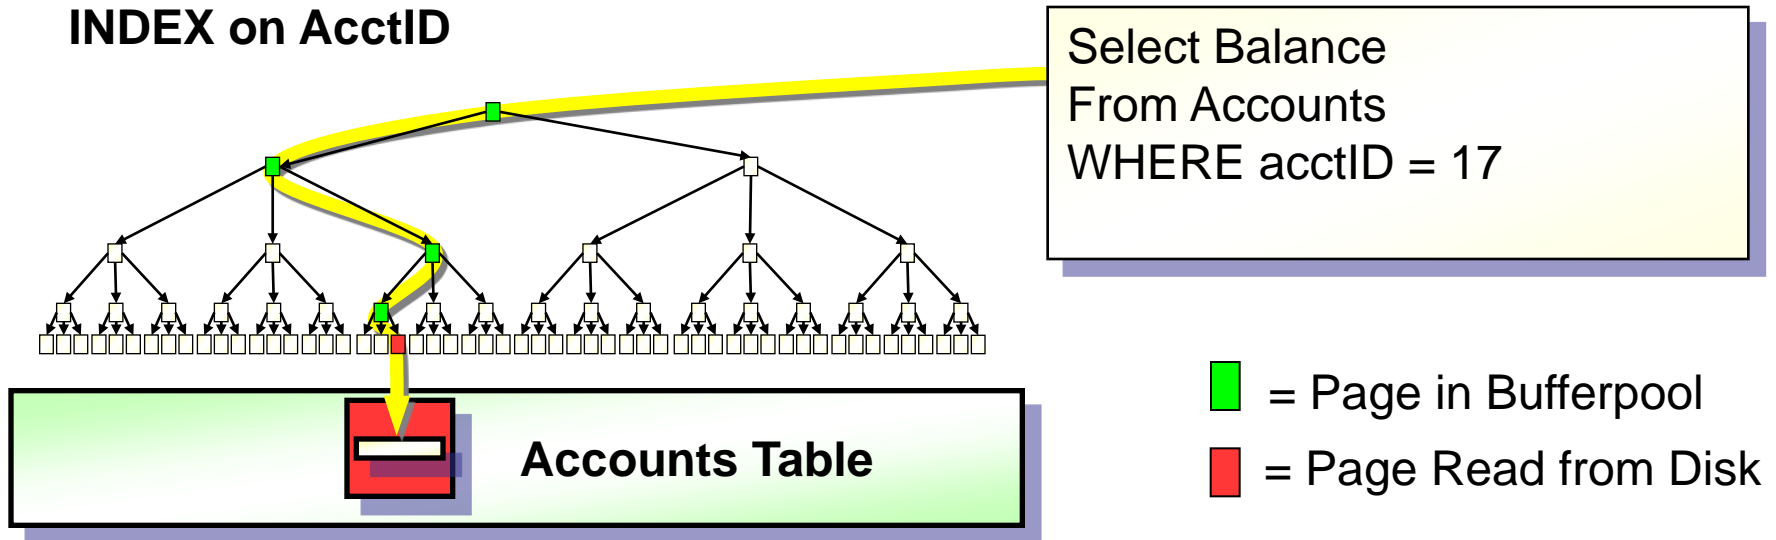 INDEX on AcctID
Select Balance
From Accounts
WHERE acctID = 17
Accounts Table
= Page in Bufferpool
= Page Read from Disk